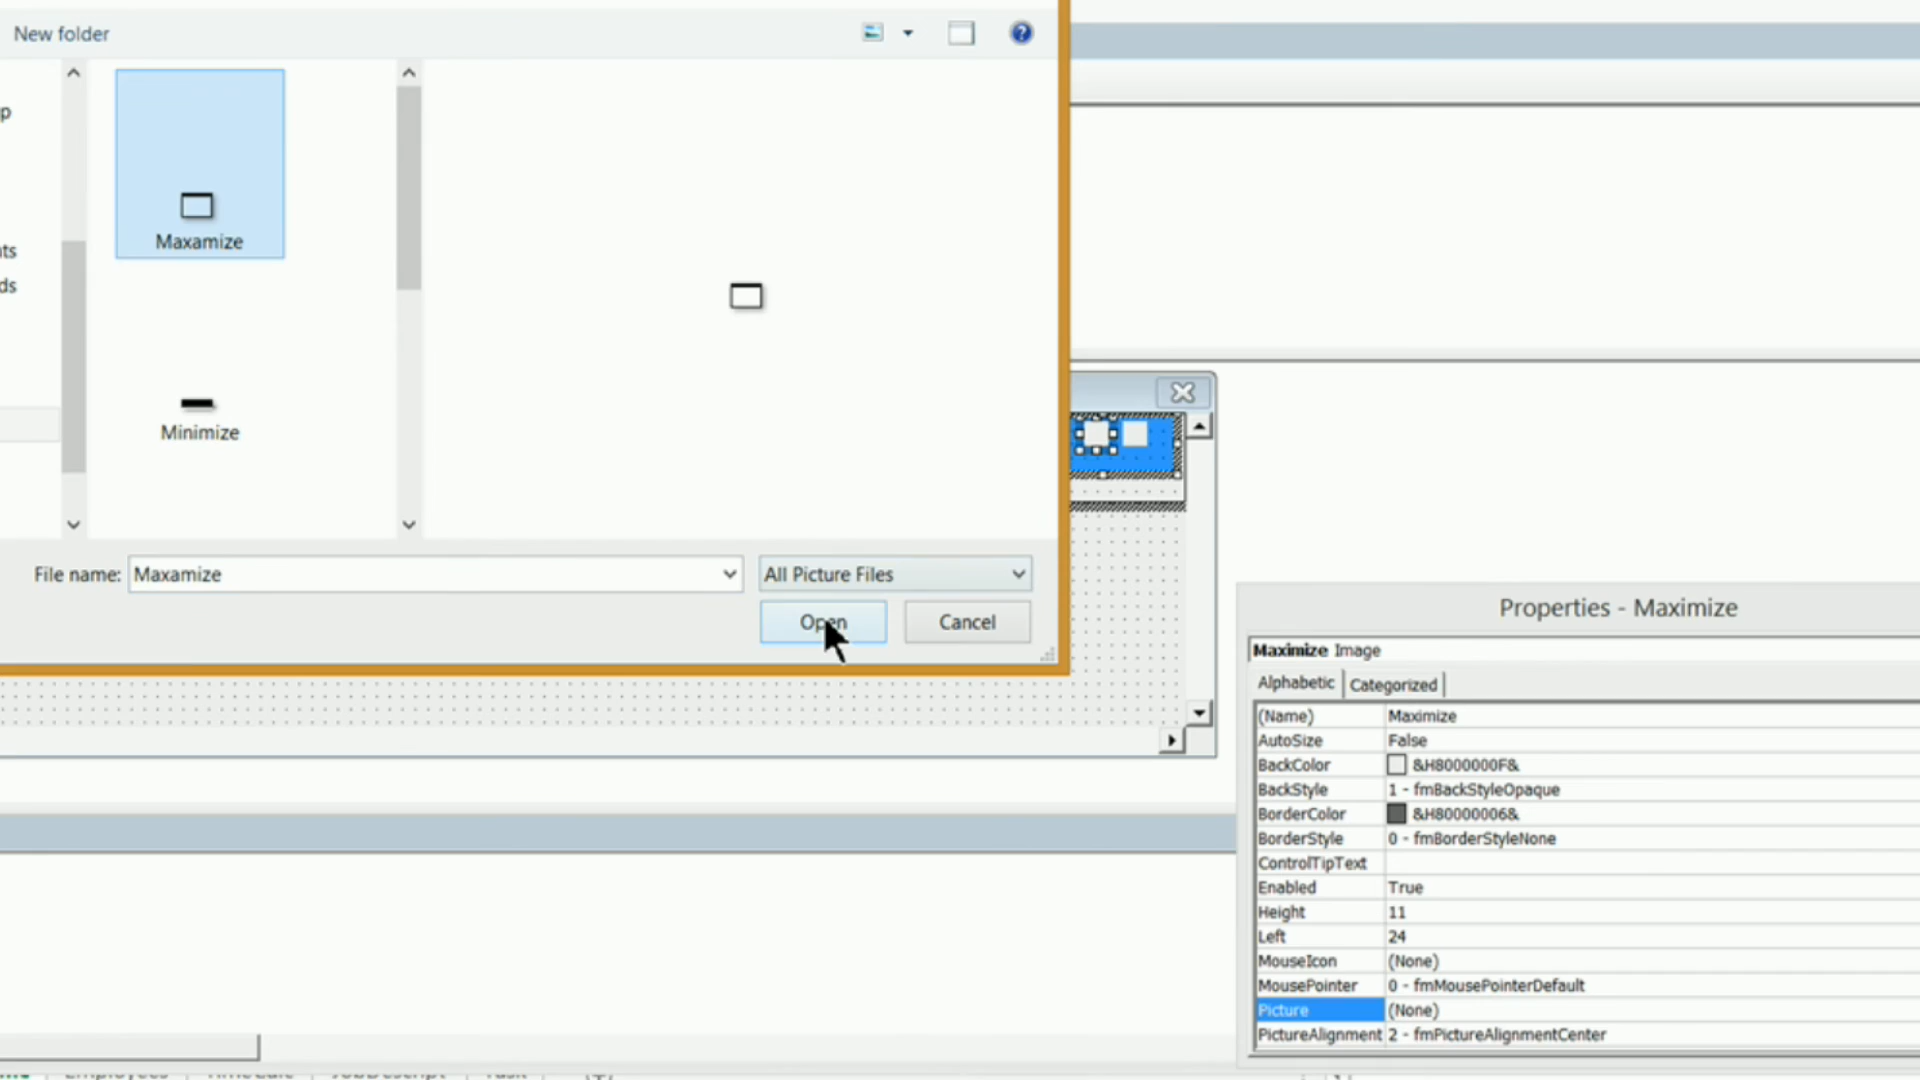 New folder
p
Maxamize
ts
ds
Minimize
File name: Maxamize
All Picture Files
Open
Cancel
Properties - Maximize
Maximize Image
Alphabetic Categorized
(Name) Maximize
AutoSize False
BackColor &H8000000F&
BackStyle 1 - fmBackStyleOpaque
BorderColor &H80000006&
BorderStyle 0 - fmBorderStyleNone
ControlTipText
Enabled True
Height 11
Left 24
MouseIcon (None)
MousePointer 0 - fmMousePointerDefault
Picture (None)
PictureAlignment 2 - fmPictureAlignmentCenter